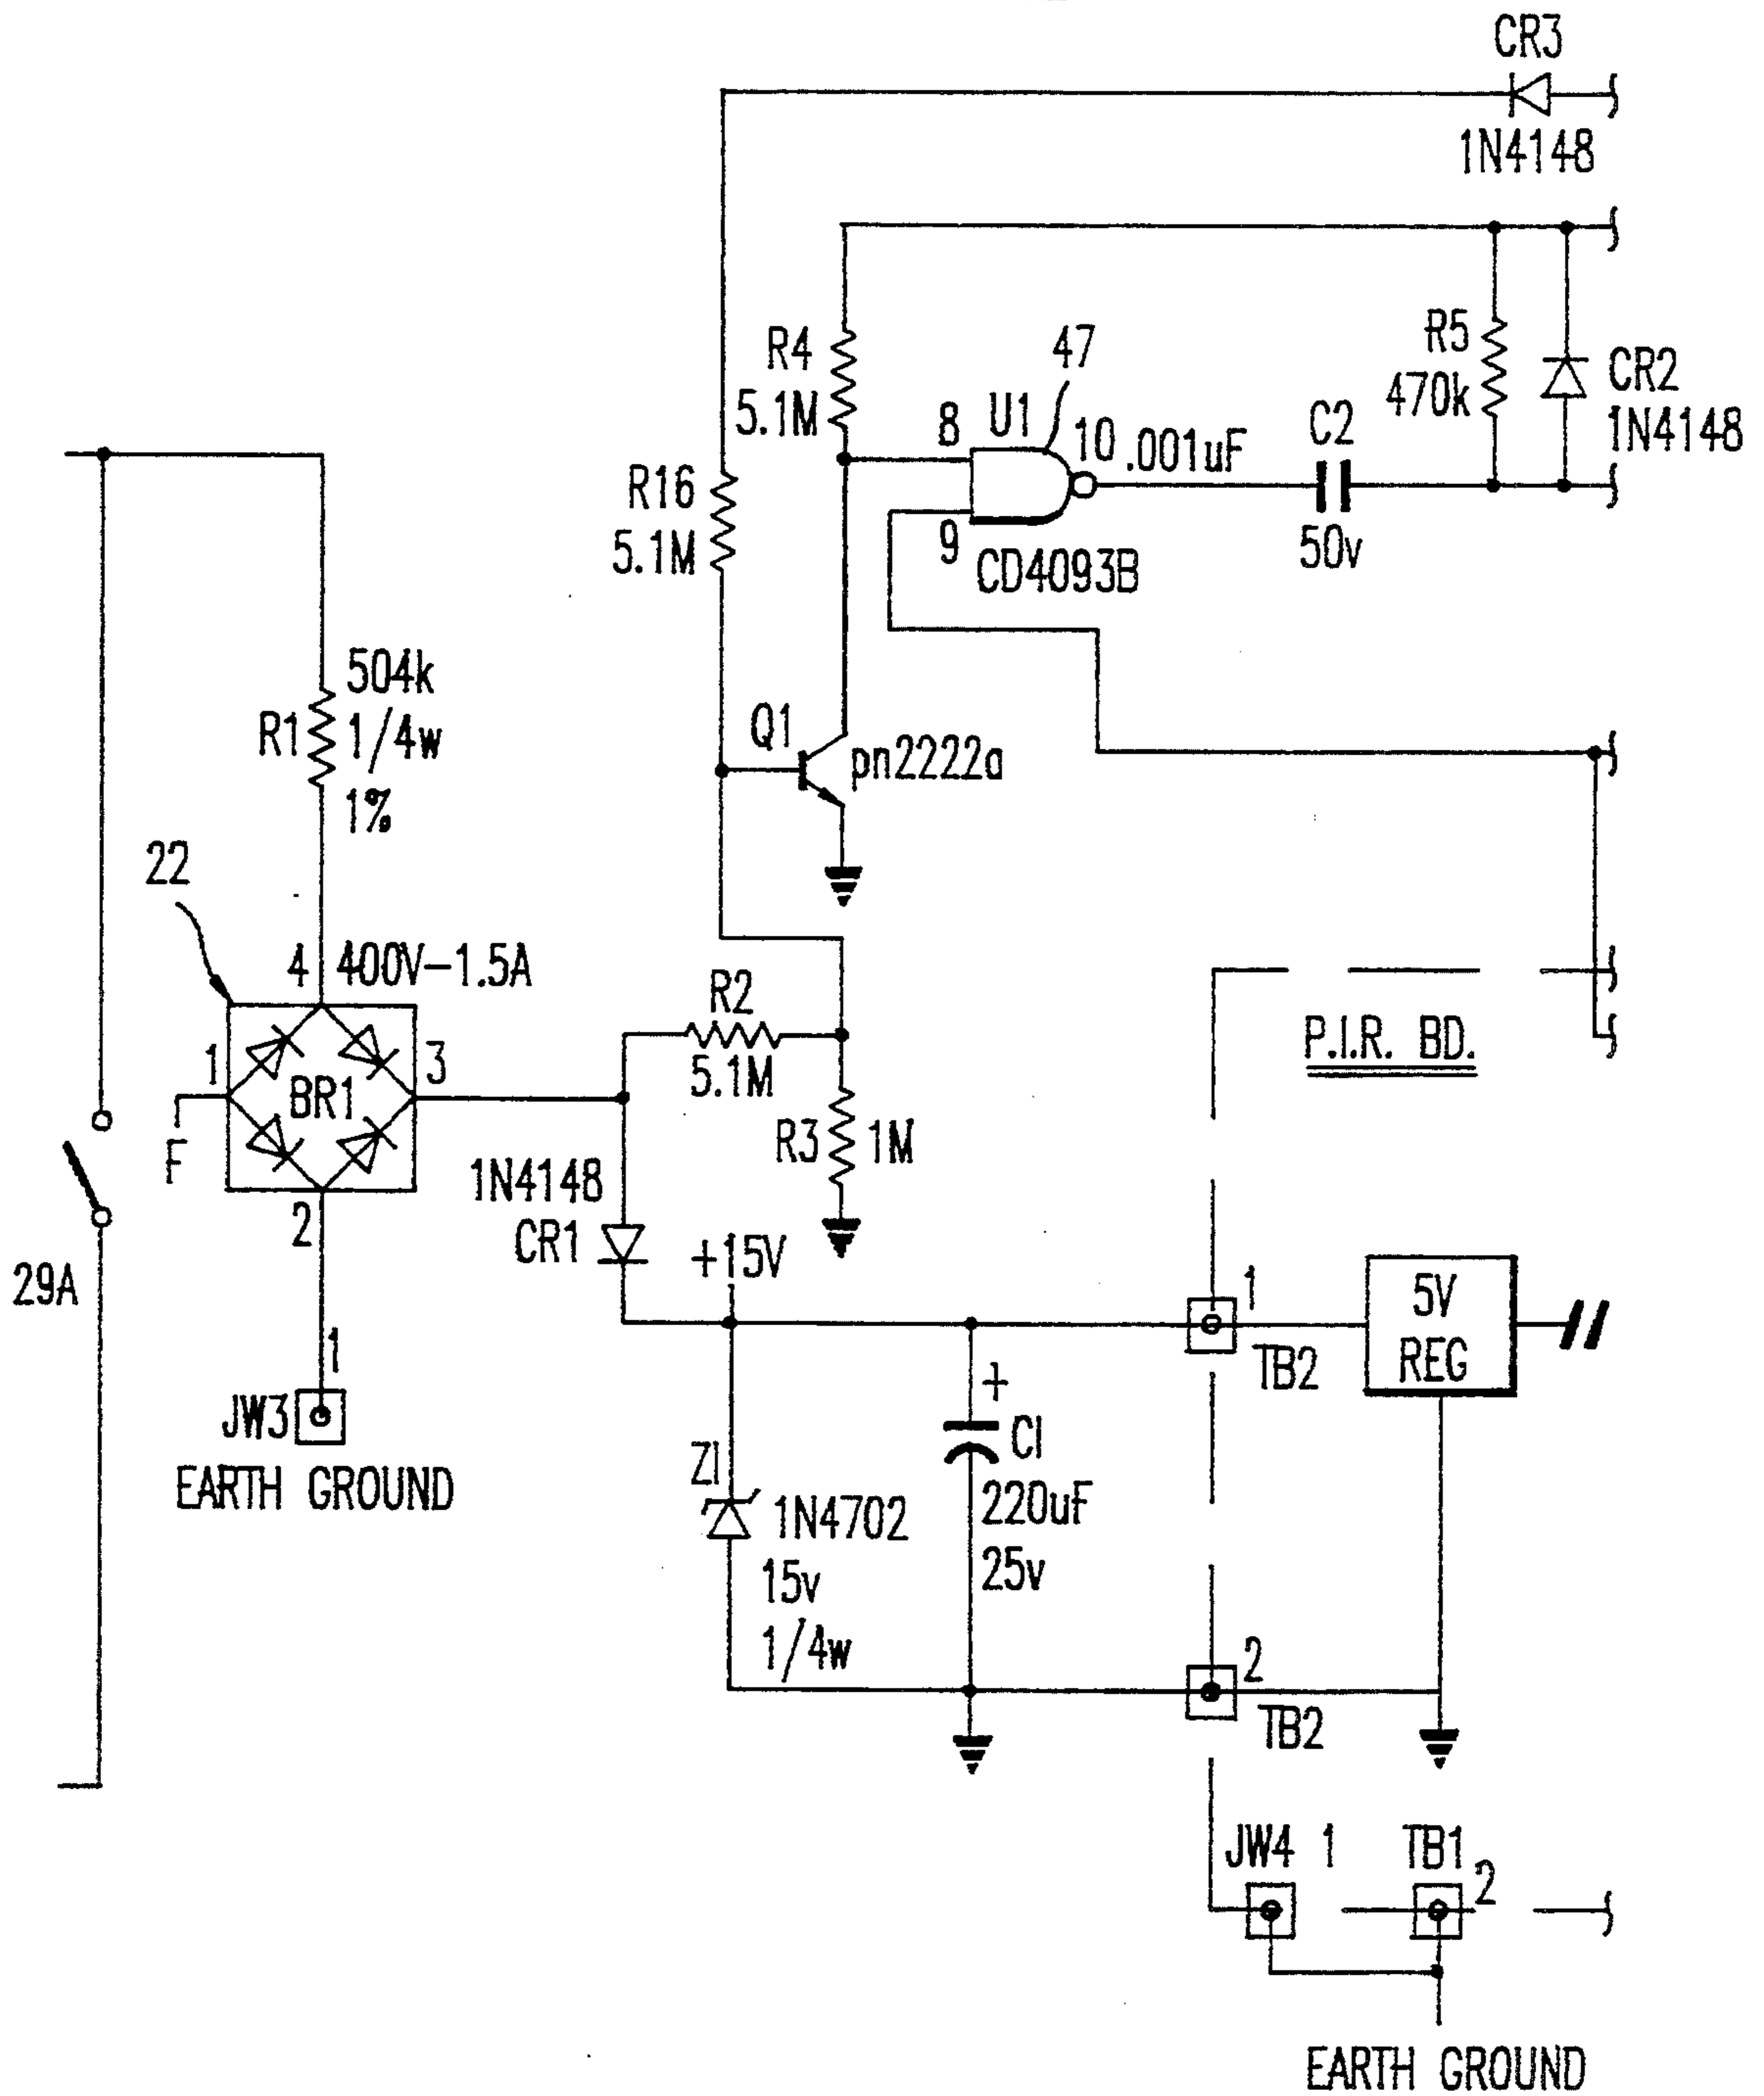 CR3
1N4148
R4
5.1M
47
8
U1
10
.001uF
C2
50v
R5
470k
CR2
1N4148
R16
5.1M
9
CD4093B
504k
R1
1/4w
1%
Q1
pn2222a
22
4
400V-1.5A
1
BR1
3
F
2
R2
5.1M
R3
1M
P.I.R. BD.
1N4148
CR1
+15V
29A
1
JW3
EARTH GROUND
1
TB2
5V
REG
+
C1
220uF
25v
Z1
1N4702
15v
1/4w
2
TB2
JW4 1
TB1
2
EARTH GROUND